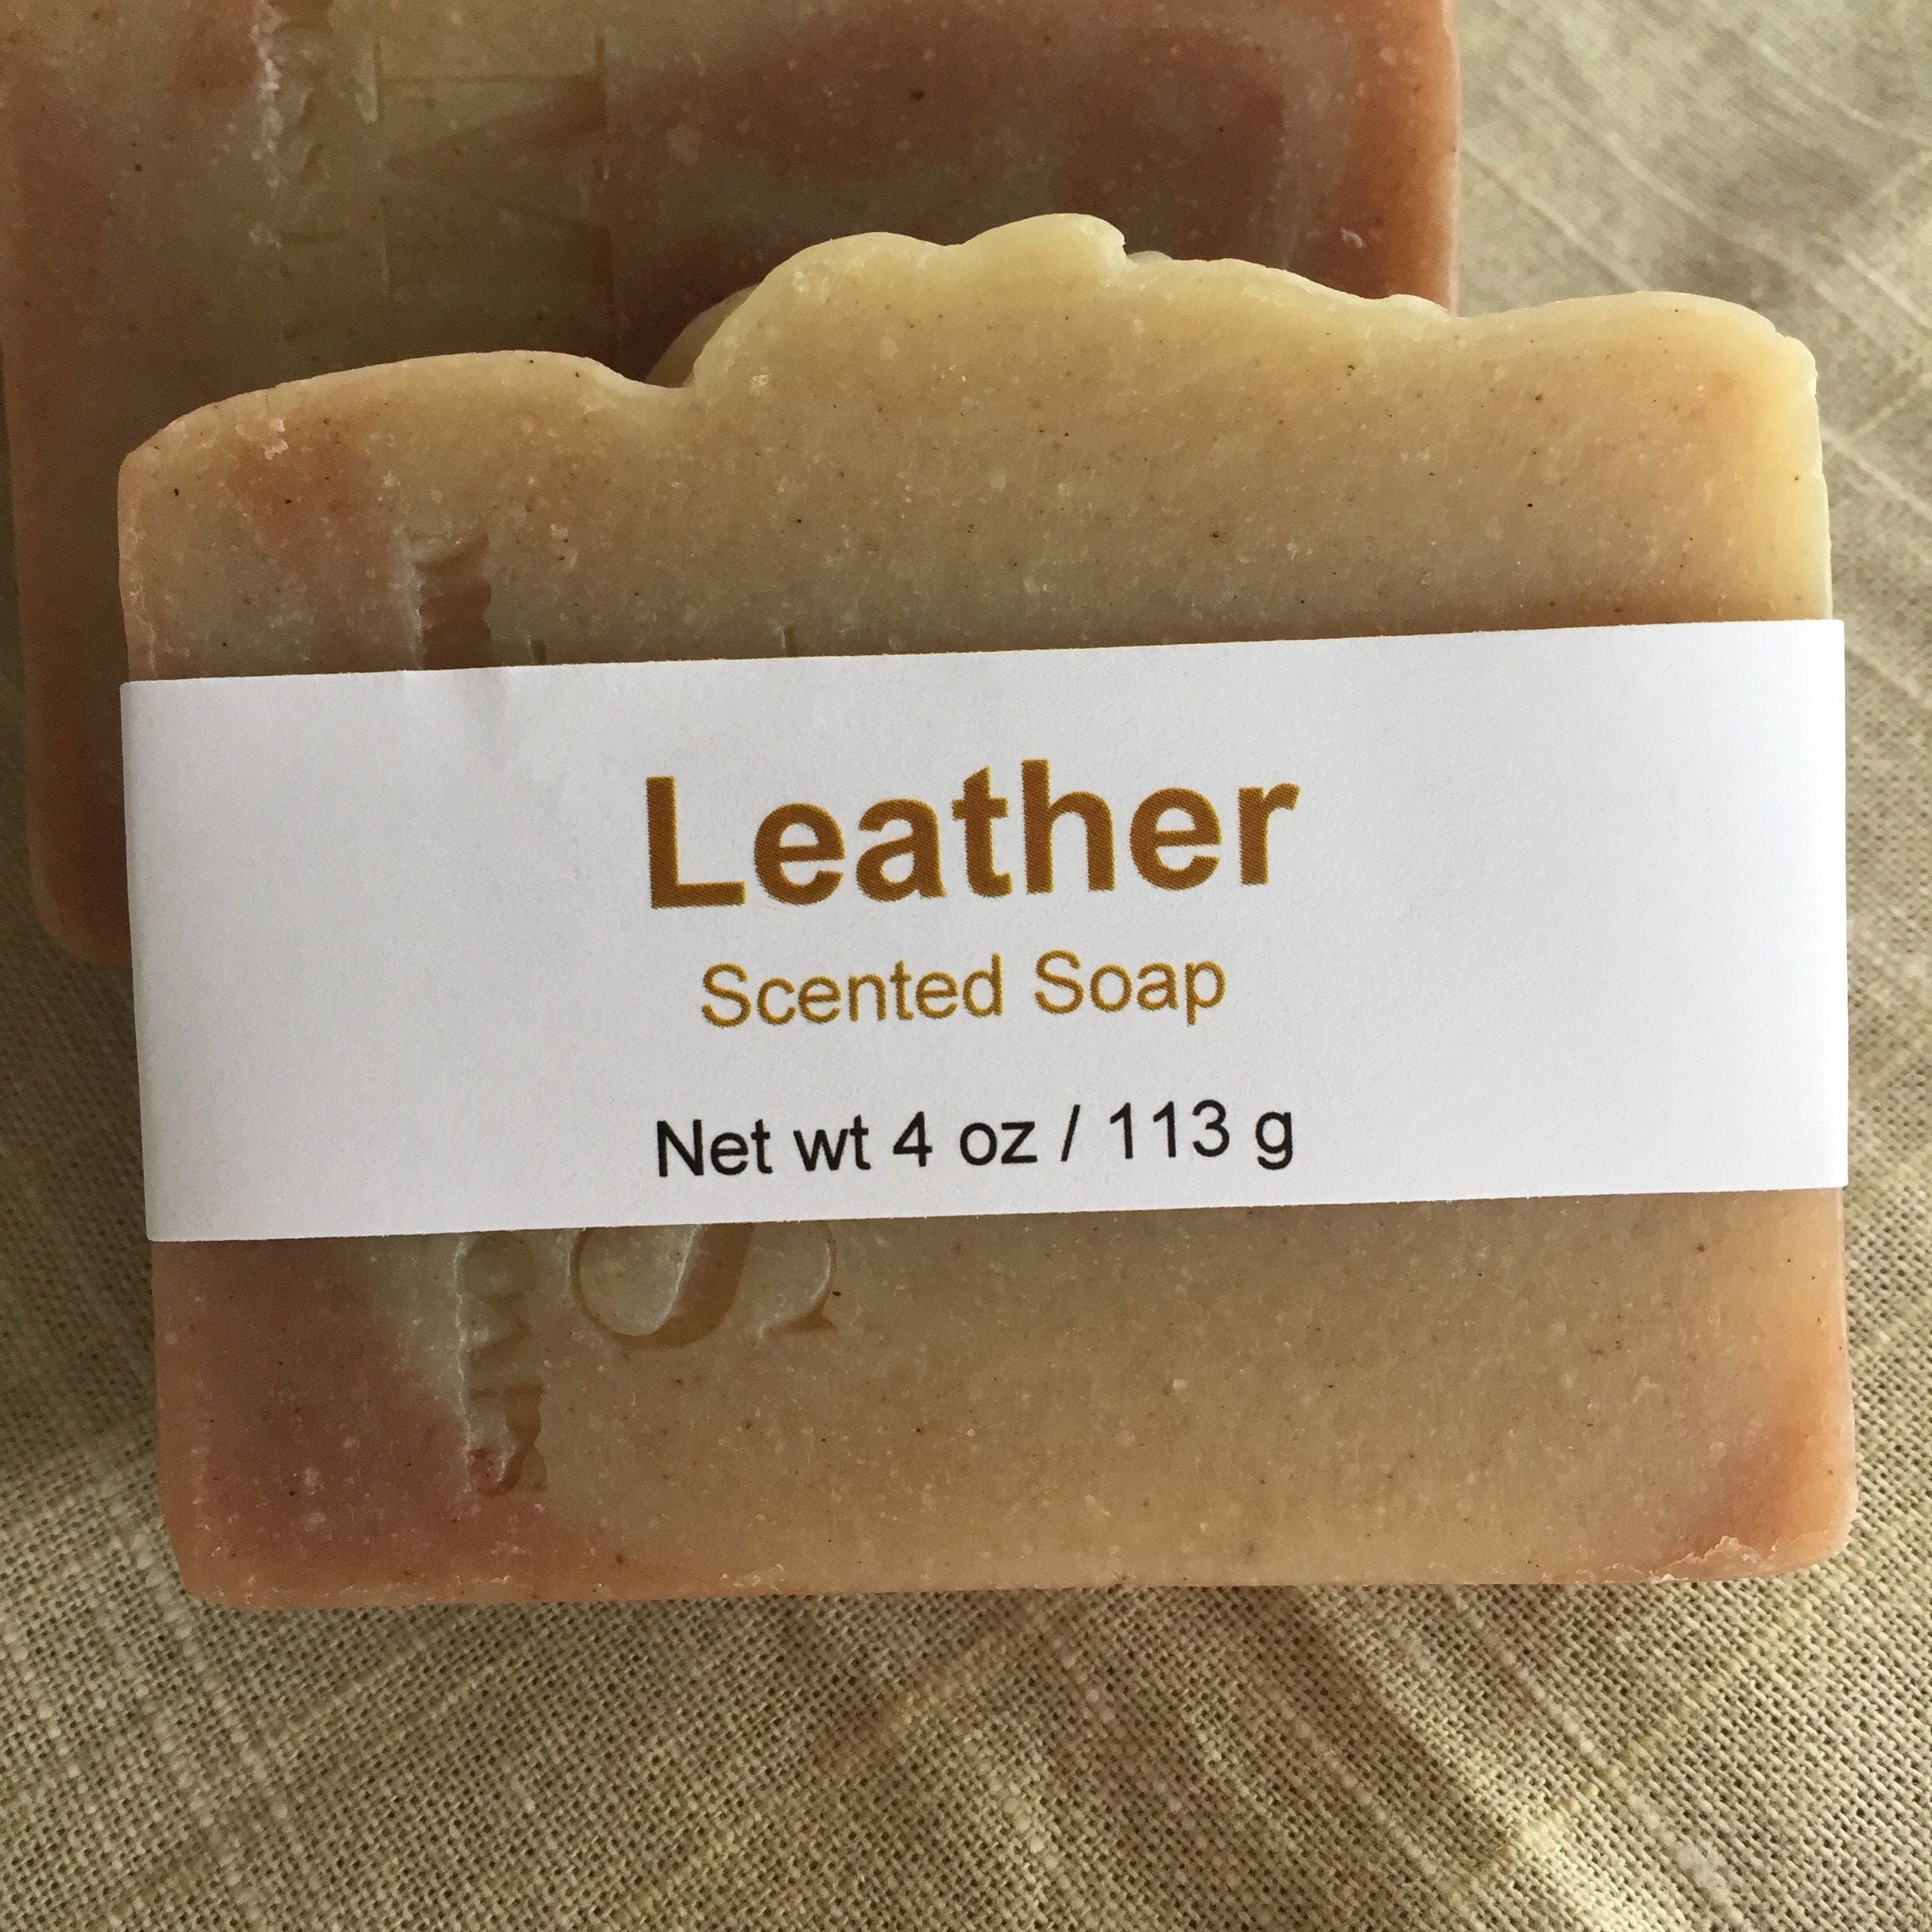 Leather
Scented Soap
Net wt 4 oz / 113 g